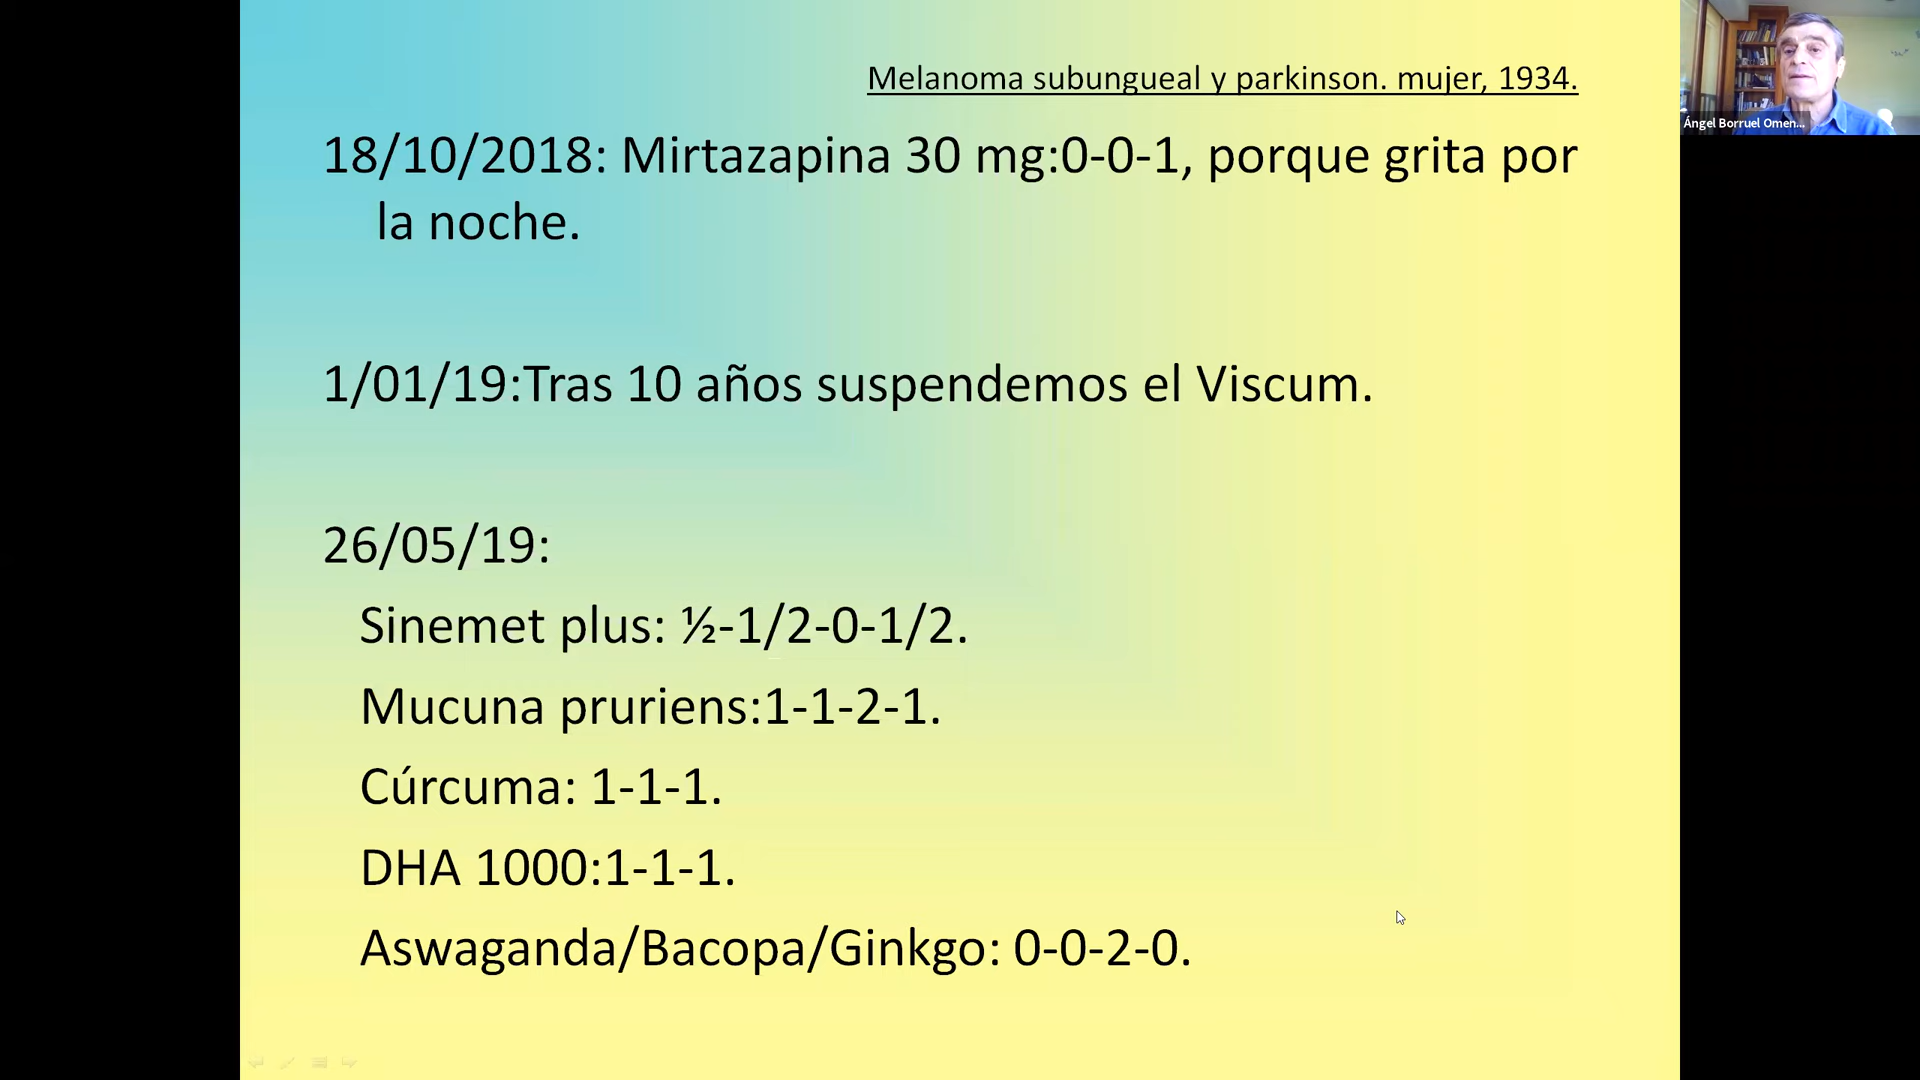 Melanoma subungueal y parkinson. mujer, 1934.
18/10/2018: Mirtazapina 30 mg:0-0-1, porque grita por
la noche.
1/01/19:Tras 10 años suspendemos el Viscum.
26/05/19:
Sinemet plus: ½-1/2-0-1/2.
Mucuna pruriens:1-1-2-1.
Cúrcuma: 1-1-1.
DHA 1000:1-1-1.
Aswaganda/Bacopa/Ginkgo: 0-0-2-0.
Ángel Borruel Omen...